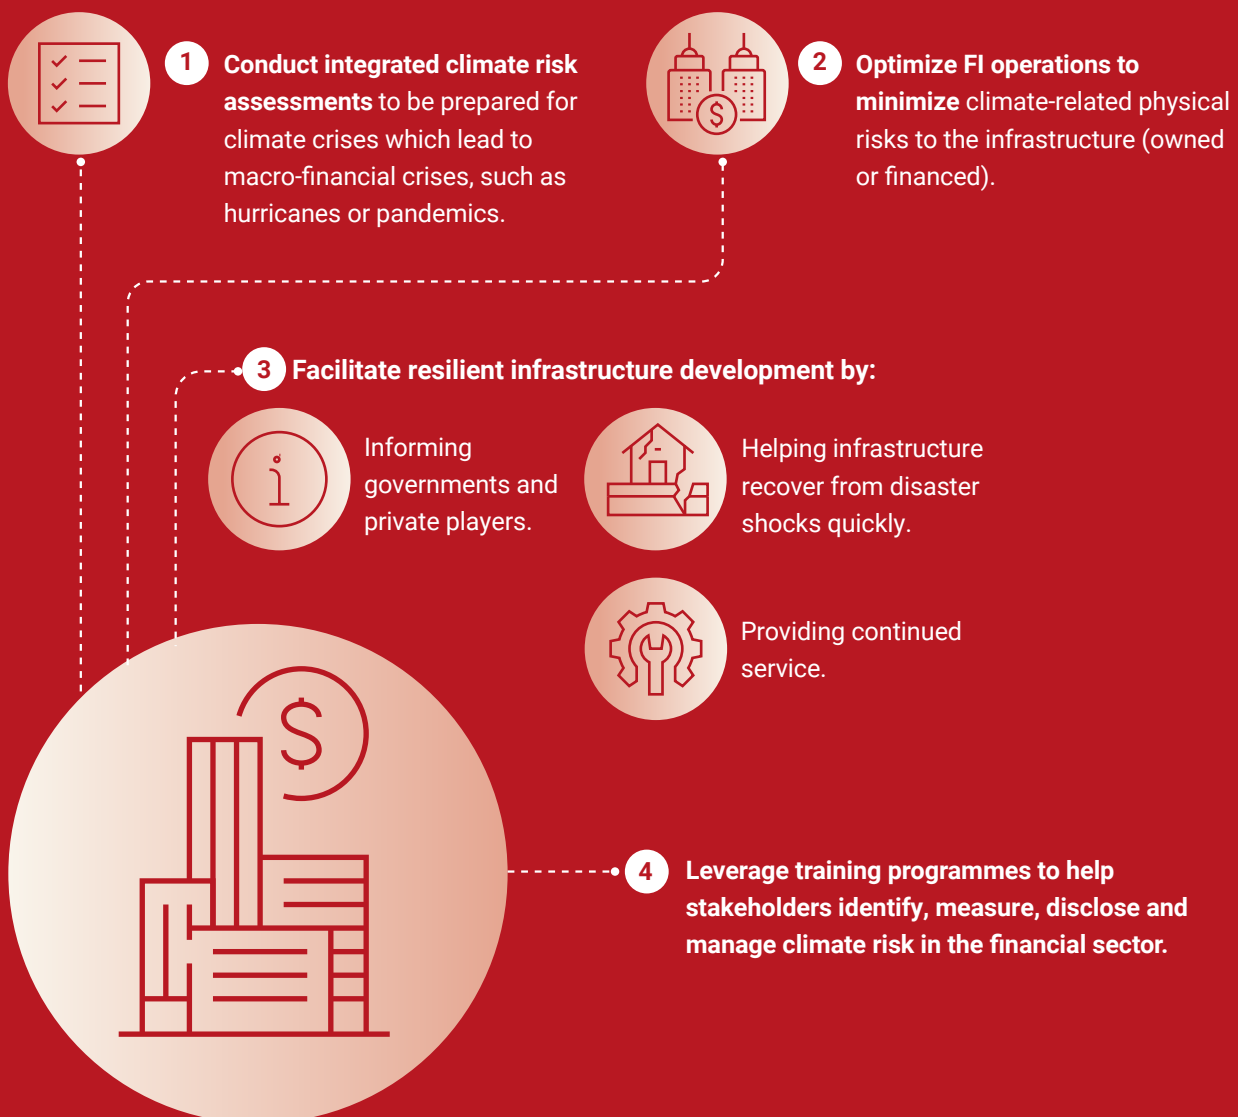 1
Conduct integrated climate risk
assessments to be prepared for
climate crises which lead to
macro-financial crises, such as
hurricanes or pandemics.
2
Optimize FI operations to
minimize climate-related physical
risks to the infrastructure (owned
or financed).
3 Facilitate resilient infrastructure development by:
i
Informing
governments and
private players.
Helping infrastructure
recover from disaster
shocks quickly.
Providing continued
service.
$
$
4
Leverage training programmes to help
stakeholders identify, measure, disclose and
manage climate risk in the financial sector.